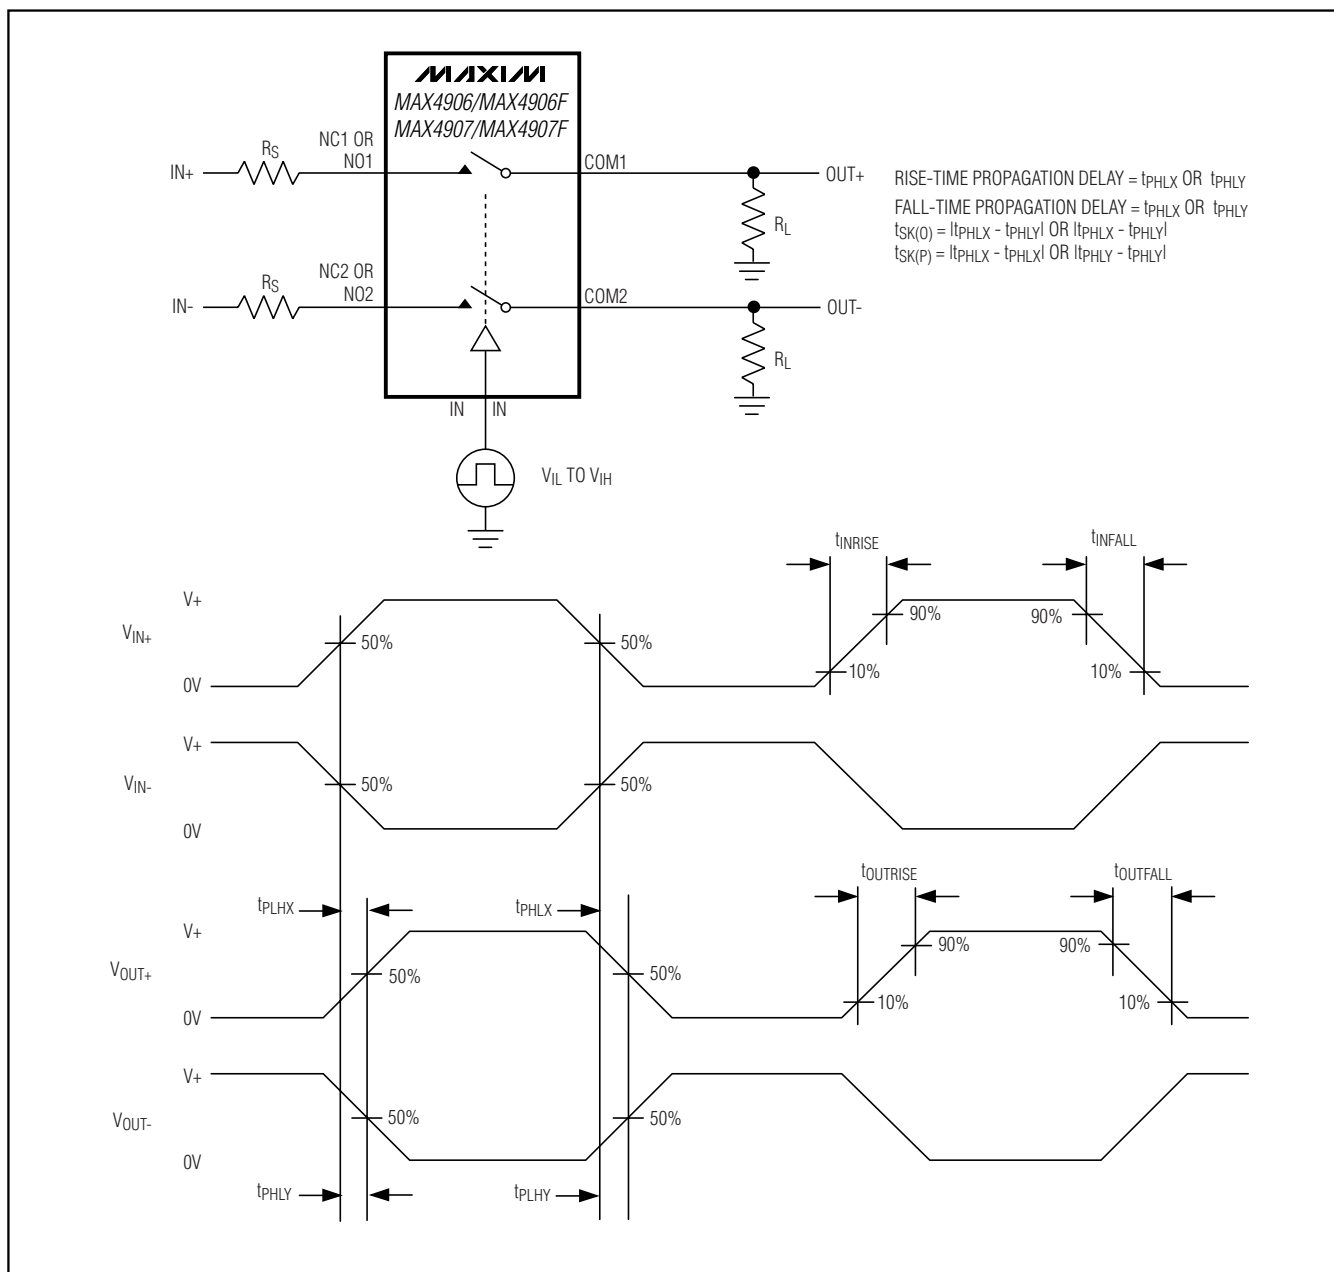 MAXIM
MAX4906/MAX4906F
MAX4907/MAX4907F
IN+
RS
NC1 OR
NO1
COM1
OUT+
RL
IN-
RS
NC2 OR
NO2
COM2
OUT-
RL
IN
IN
VIL TO VIH
RISE-TIME PROPAGATION DELAY = tPHLX OR tPHLY
FALL-TIME PROPAGATION DELAY = tPHLX OR tPHLY
tSK(O) = |tPHLX - tPHLY| OR |tPHLX - tPHLY|
tSK(P) = |tPHLX - tPHLX| OR |tPHLY - tPHLY|
tINRISE
tINFALL
V+
VIN+
0V
50%
50%
90%
10%
90%
10%
V+
VIN-
0V
50%
50%
tPLHX
tPHLX
tOUTRISE
tOUTFALL
V+
VOUT+
0V
50%
50%
90%
10%
90%
10%
V+
VOUT-
0V
50%
50%
tPHLY
tPLHY